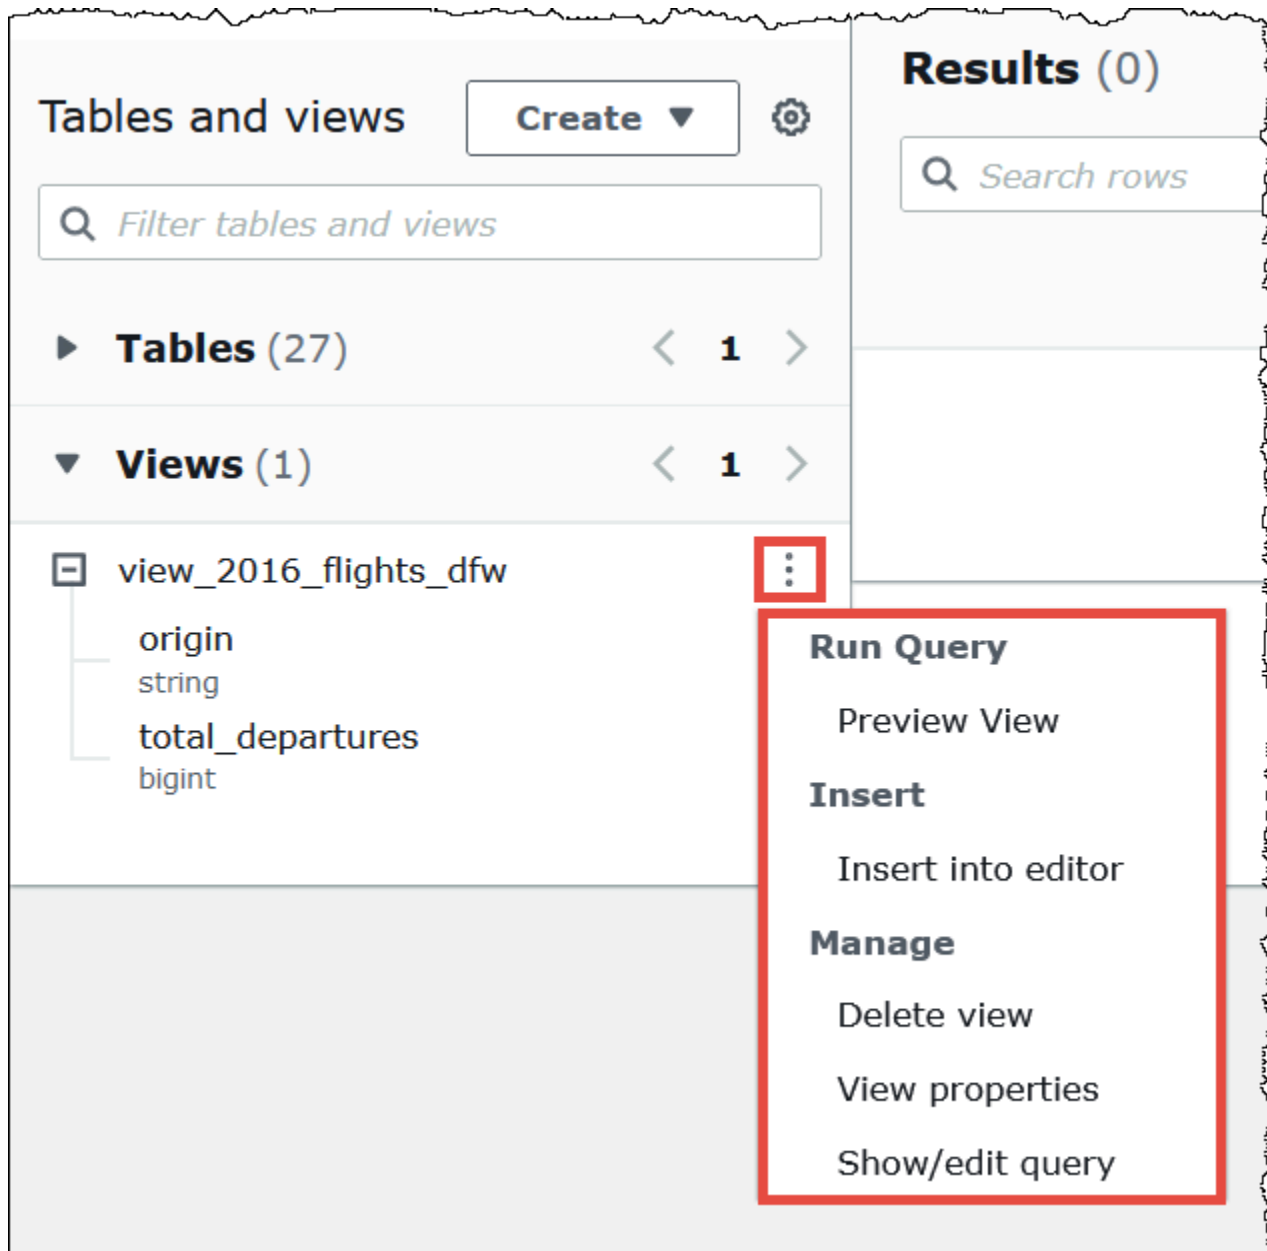 Tables and views
Create
Filter tables and views
Tables (27)
1
Views (1)
1
view_2016_flights_dfw
origin
string
total_departures
bigint
Results (0)
Search rows
Run Query
Preview View
Insert
Insert into editor
Manage
Delete view
View properties
Show/edit query